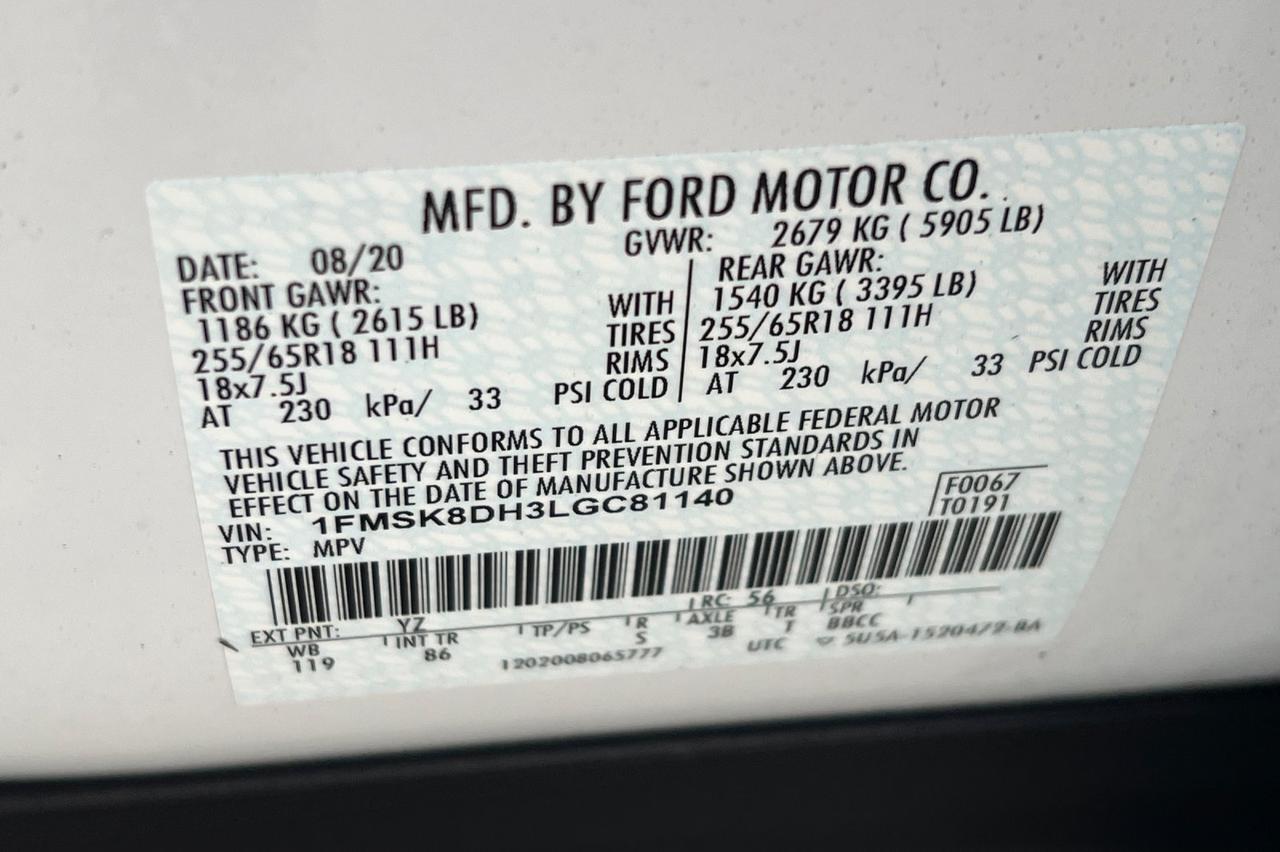 MFD. BY FORD MOTOR CO.
DATE: 08/20 GVWR: 2679 KG ( 5905 LB)
FRONT GAWR: REAR GAWR:
1186 KG ( 2615 LB) WITH 1540 KG ( 3395 LB) WITH
255/65R18 111H TIRES 255/65R18 111H TIRES
18x7.5J RIMS 18x7.5J RIMS
AT 230 kPa/ 33 PSI COLD AT 230 kPa/ 33 PSI COLD
THIS VEHICLE CONFORMS TO ALL APPLICABLE FEDERAL MOTOR
VEHICLE SAFETY AND THEFT PREVENTION STANDARDS IN
EFFECT ON THE DATE OF MANUFACTURE SHOWN ABOVE.
VIN: 1FMSK8DH3LGC81140 F0067
TYPE: MPV T0191
EXT PNT: YZ RC: 56 DSO:
WB INT TR TP/PS R AXLE TR SPR
119 86 S 3B T BBCC
1202008065777 UTC